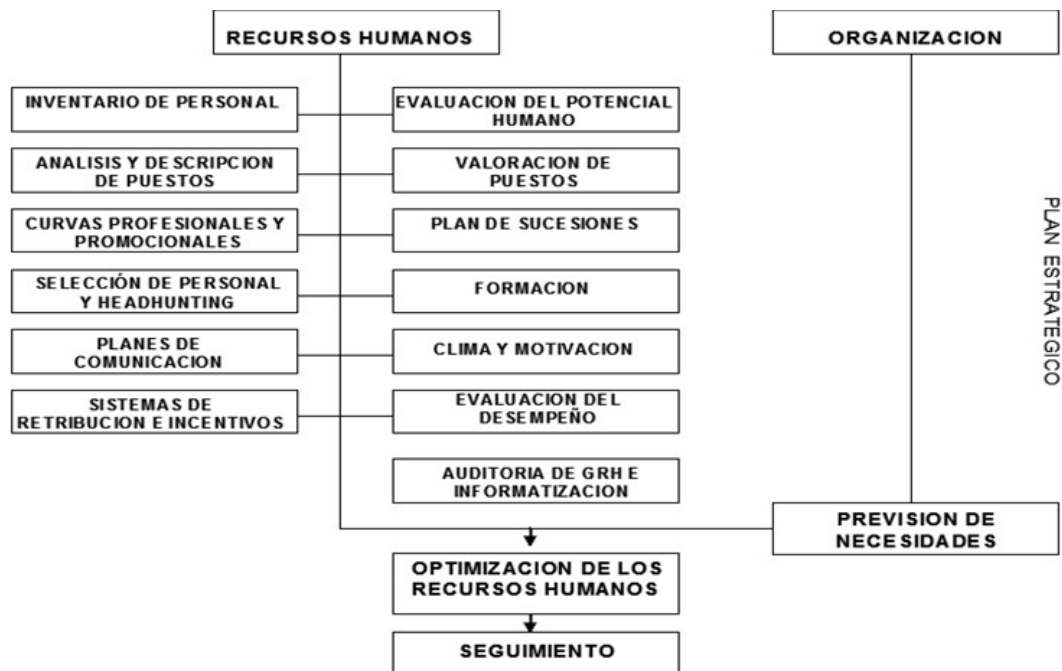 RECURSOS HUMANOS
ORGANIZACION
INVENTARIO DE PERSONAL
EVALUACION DEL POTENCIAL
HUMANO
ANALISIS Y DESCRIPCION
DE PUESTOS
VALORACION DE
PUESTOS
CURVAS PROFESIONALES Y
PROMOCIONALES
PLAN DE SUCESIONES
SELECCIÓN DE PERSONAL
Y HEADHUNTING
FORMACION
PLANES DE
COMUNICACION
CLIMA Y MOTIVACION
SISTEMAS DE
RETRIBUCION E INCENTIVOS
EVALUACION DEL
DESEMPEÑO
AUDITORIA DE GRH E
INFORMATIZACION
PLAN ESTRATEGICO
PREVISION DE
NECESIDADES
OPTIMIZACION DE LOS
RECURSOS HUMANOS
SEGUIMIENTO